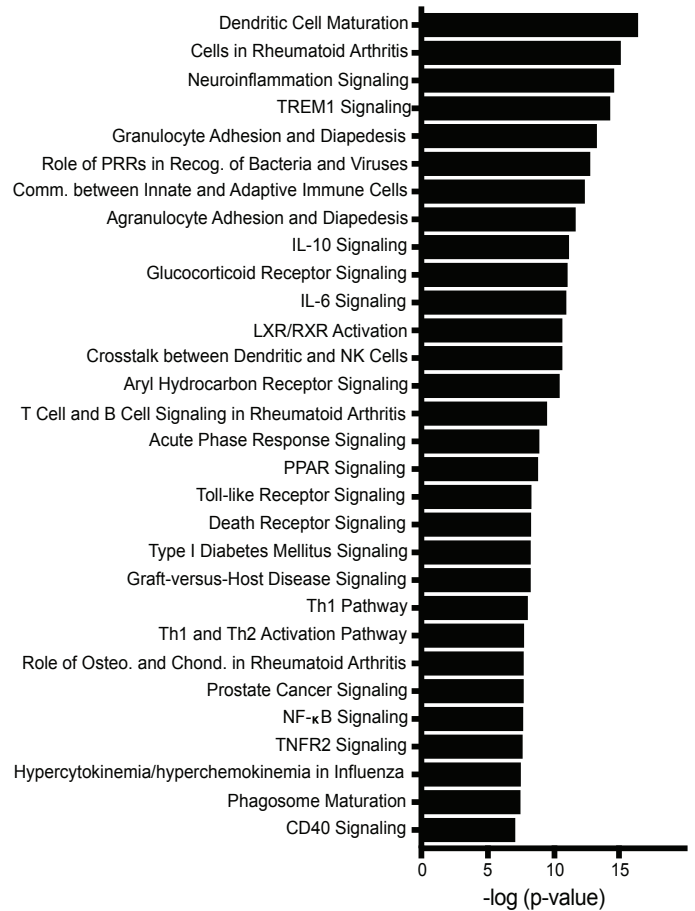 Dendritic Cell Maturation
Cells in Rheumatoid Arthritis
Neuroinflammation Signaling
TREM1 Signaling
Granulocyte Adhesion and Diapedesis
Role of PRRs in Recog. of Bacteria and Viruses
Comm. between Innate and Adaptive Immune Cells
Agranulocyte Adhesion and Diapedesis
IL-10 Signaling
Glucocorticoid Receptor Signaling
IL-6 Signaling
LXR/RXR Activation
Crosstalk between Dendritic and NK Cells
Aryl Hydrocarbon Receptor Signaling
T Cell and B Cell Signaling in Rheumatoid Arthritis
Acute Phase Response Signaling
PPAR Signaling
Toll-like Receptor Signaling
Death Receptor Signaling
Type I Diabetes Mellitus Signaling
Graft-versus-Host Disease Signaling
Th1 Pathway
Th1 and Th2 Activation Pathway
Role of Osteo. and Chond. in Rheumatoid Arthritis
Prostate Cancer Signaling
NF-κB Signaling
TNFR2 Signaling
Hypercytokinemia/hyperchemokinemia in Influenza
Phagosome Maturation
CD40 Signaling
0 5 10 15
-log (p-value)